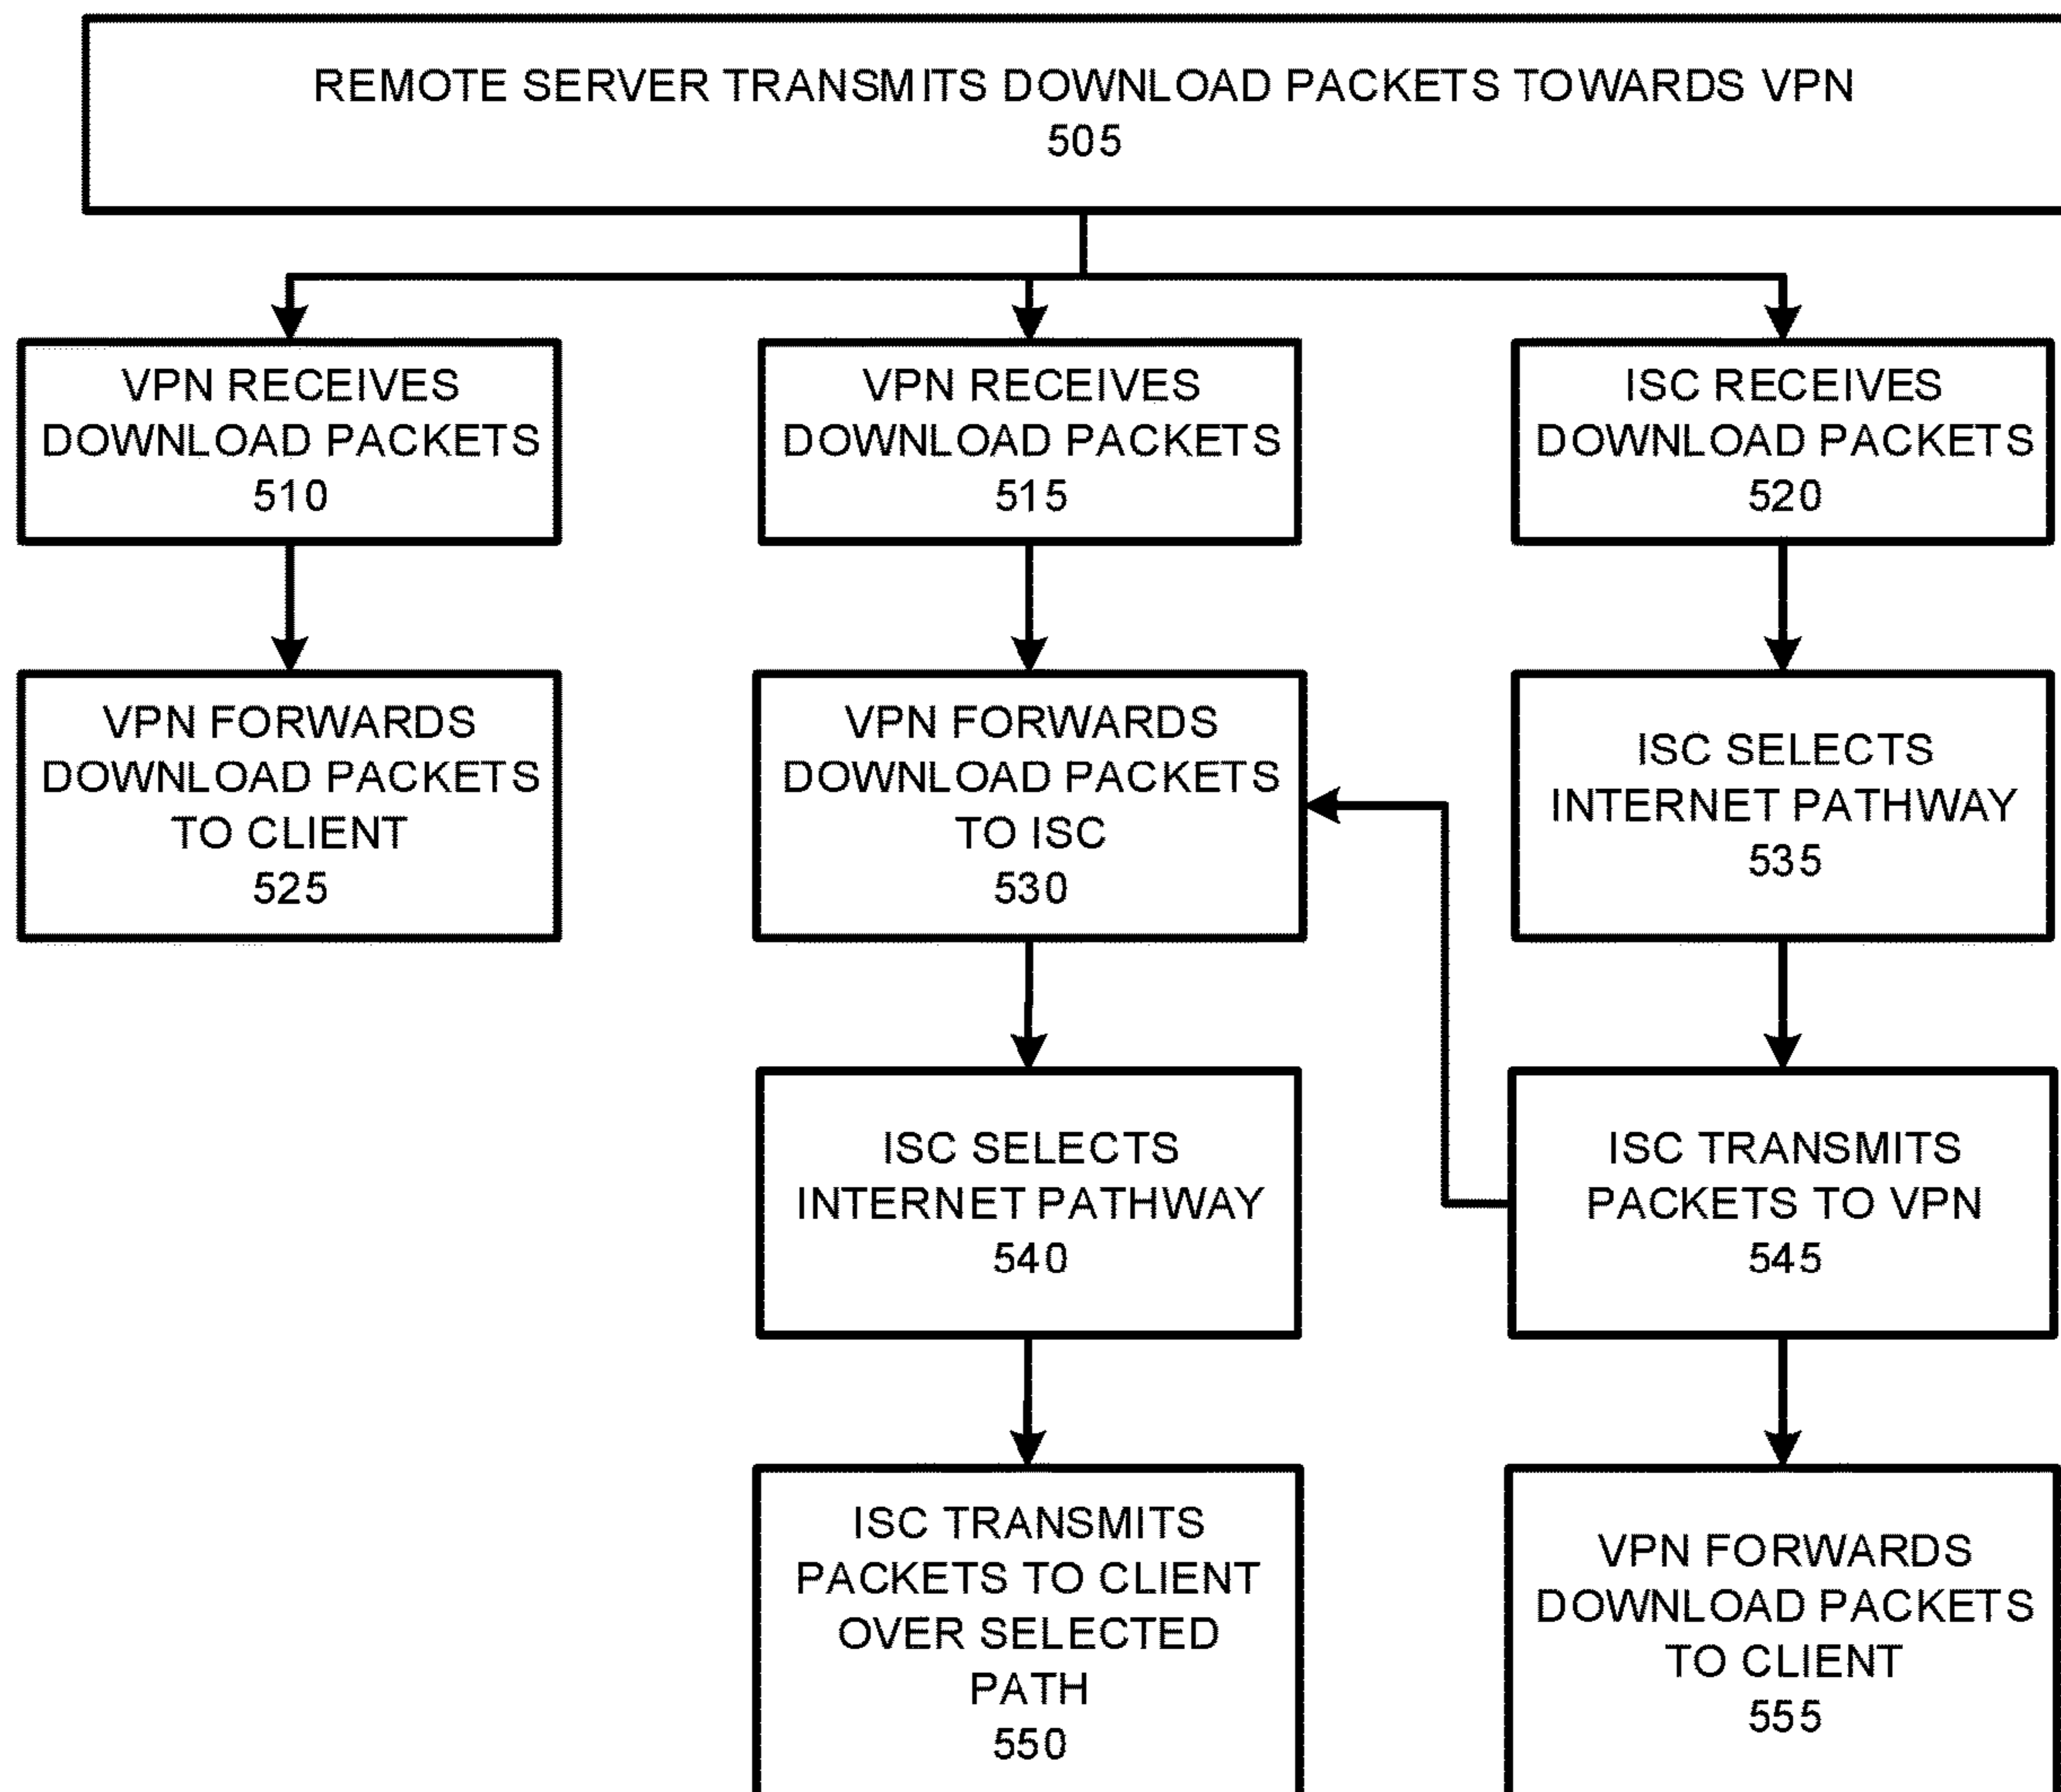 REMOTE SERVER TRANSMITS DOWNLOAD PACKETS TOWARDS VPN
505
VPN RECEIVES
DOWNLOAD PACKETS
510
VPN RECEIVES
DOWNLOAD PACKETS
515
ISC RECEIVES
DOWNLOAD PACKETS
520
VPN FORWARDS
DOWNLOAD PACKETS
TO CLIENT
525
VPN FORWARDS
DOWNLOAD PACKETS
TO ISC
530
ISC SELECTS
INTERNET PATHWAY
535
ISC SELECTS
INTERNET PATHWAY
540
ISC TRANSMITS
PACKETS TO VPN
545
ISC TRANSMITS
PACKETS TO CLIENT
OVER SELECTED
PATH
550
VPN FORWARDS
DOWNLOAD PACKETS
TO CLIENT
555